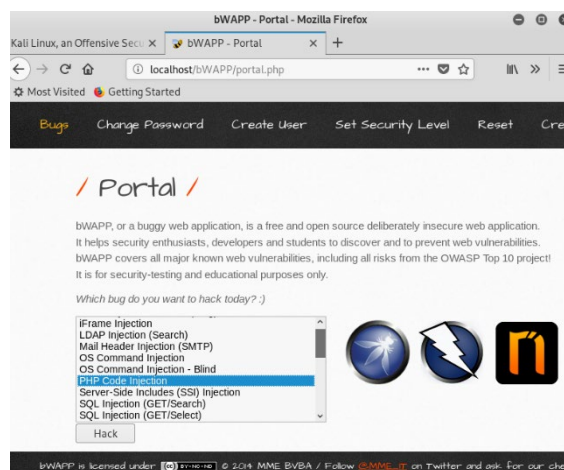 bWAPP - Portal - Mozilla Firefox
Kali Linux, an Offensive Secu
bWAPP - Portal
localhost/bWAPP/portal.php
Most Visited Getting Started
Bugs Change Password Create User Set Security Level Reset Cre
/ Portal /
bWAPP, or a buggy web application, is a free and open source deliberately insecure web application.
It helps security enthusiasts, developers and students to discover and to prevent web vulnerabilities.
bWAPP covers all major known web vulnerabilities, including all risks from the OWASP Top 10 project!
It is for security-testing and educational purposes only.
Which bug do you want to hack today? :)
iFrame Injection
LDAP Injection (Search)
Mail Header Injection (SMTP)
OS Command Injection
OS Command Injection - Blind
PHP Code Injection
Server-Side Includes (SSI) Injection
SQL Injection (GET/Search)
SQL Injection (GET/Select)
Hack
bWAPP is licensed under (cc) BY-NC-ND © 2014 MME BVBA / Follow @MME_IT on Twitter and ask for our che